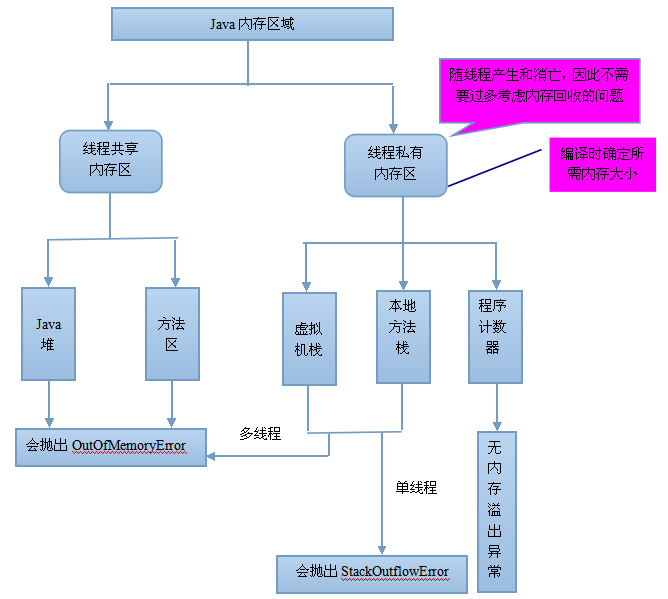 Java 内存区域
随线程产生和消亡，因此不需
要过多考虑内存回收的问题
线程共享
内存区
线程私有
内存区
编译时确定所
需内存大小
Java
堆
方法
区
虚拟
机栈
本地
方法
栈
程序
计数
器
会抛出 OutOfMemoryError
多线程
单线程
无
内
存
溢
出
异
常
会抛出 StackOutflowError